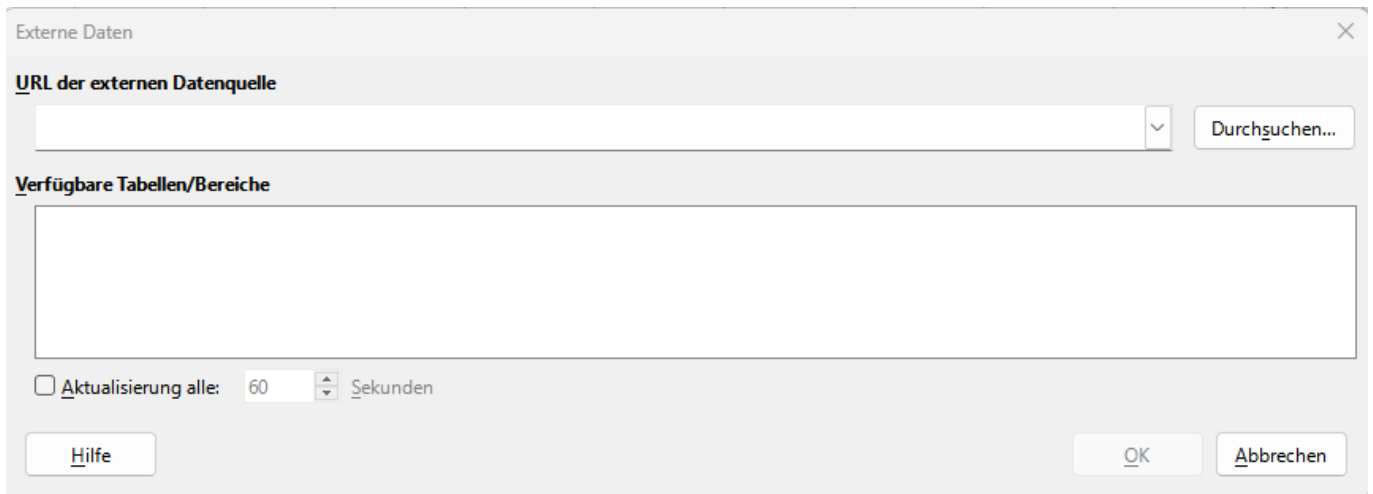 Externe Daten
URL der externen Datenquelle
Durchsuchen...
Verfügbare Tabellen/Bereiche
Aktualisierung alle: 60 Sekunden
Hilfe OK Abbrechen